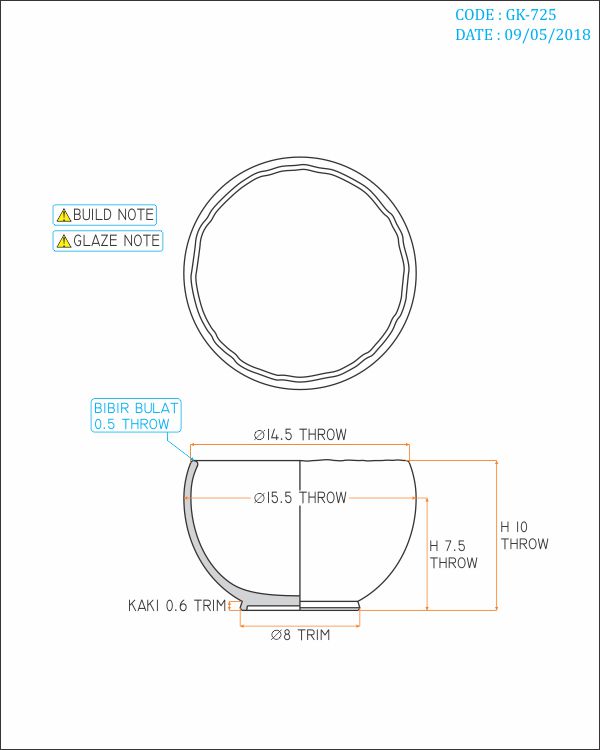 CODE : GK-725
DATE : 09/05/2018
BUILD NOTE
GLAZE NOTE
BIBIR BULAT
0.5 THROW
Ø14.5 THROW
Ø15.5 THROW
H 7.5
THROW
H 10
THROW
KAKI 0.6 TRIM
Ø8 TRIM